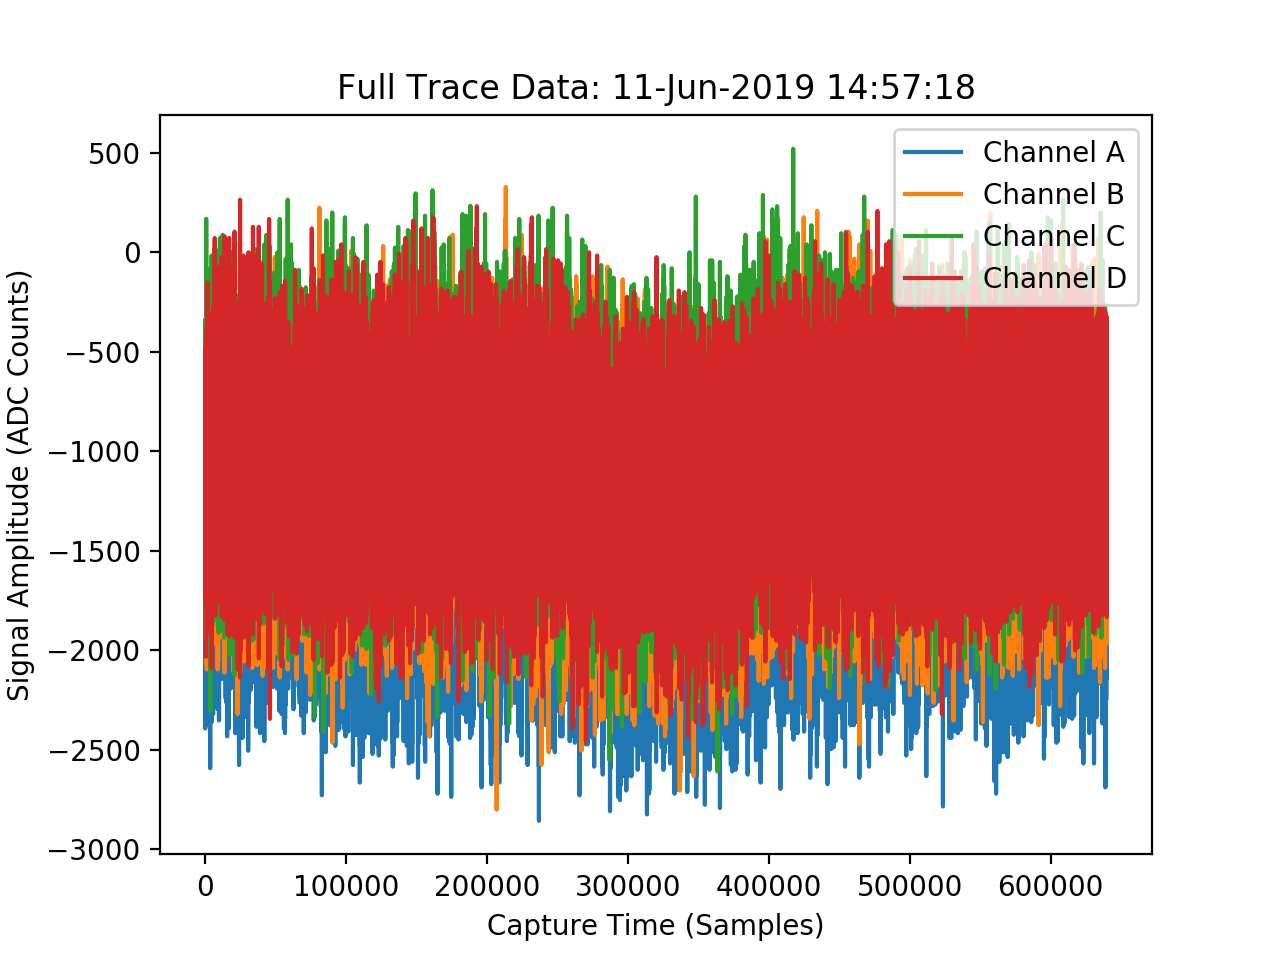 Full Trace Data: 11-Jun-2019 14:57:18
Channel A
Channel B
Channel C
Channel D
500
0
−500
−1000
−1500
−2000
−2500
−3000
Signal Amplitude (ADC Counts)
0 100000 200000 300000 400000 500000 600000
Capture Time (Samples)